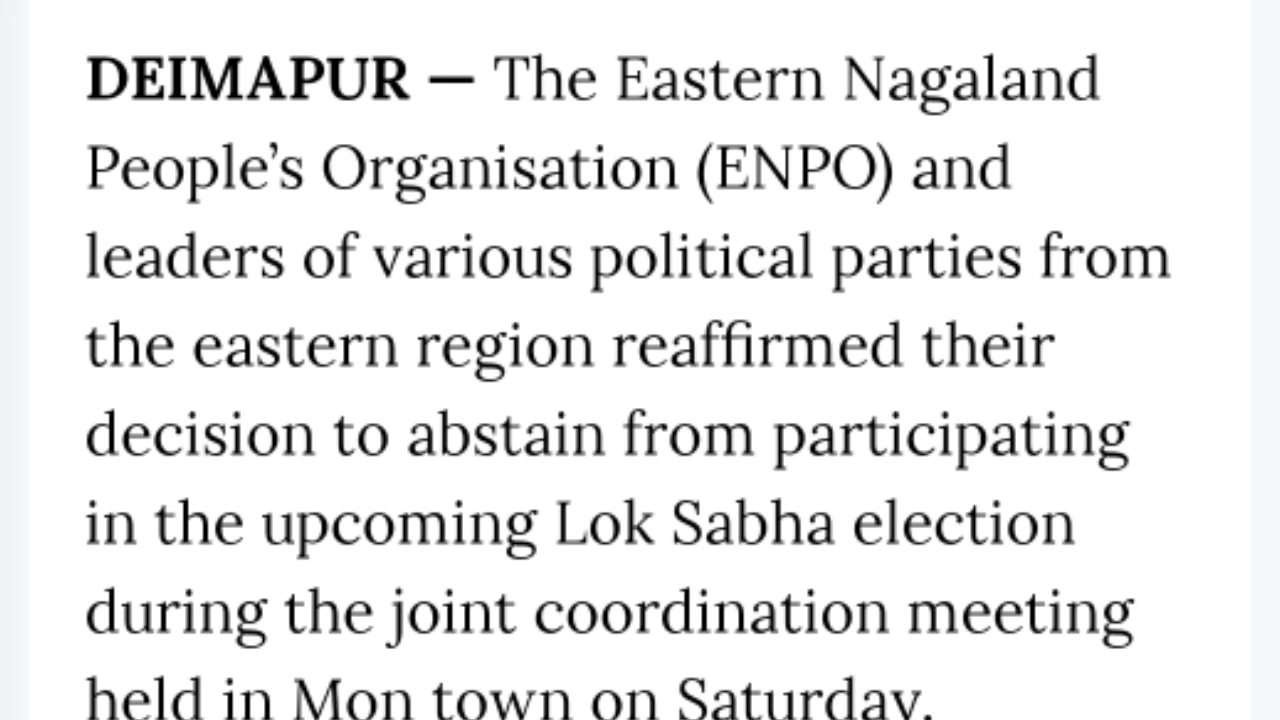 DEIMAPUR — The Eastern Nagaland
People’s Organisation (ENPO) and
leaders of various political parties from
the eastern region reaffirmed their
decision to abstain from participating
in the upcoming Lok Sabha election
during the joint coordination meeting
held in Mon town on Saturday.